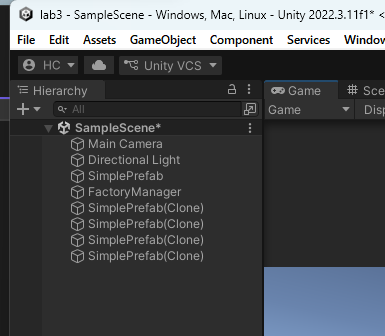 lab3 - SampleScene - Windows, Mac, Linux - Unity 2022.3.11f1* <
File Edit Assets GameObject Component Services Window
HC Unity VCS
Hierarchy
All
Game Sce
Game Disp
SampleScene*
Main Camera
Directional Light
SimplePrefab
FactoryManager
SimplePrefab(Clone)
SimplePrefab(Clone)
SimplePrefab(Clone)
SimplePrefab(Clone)